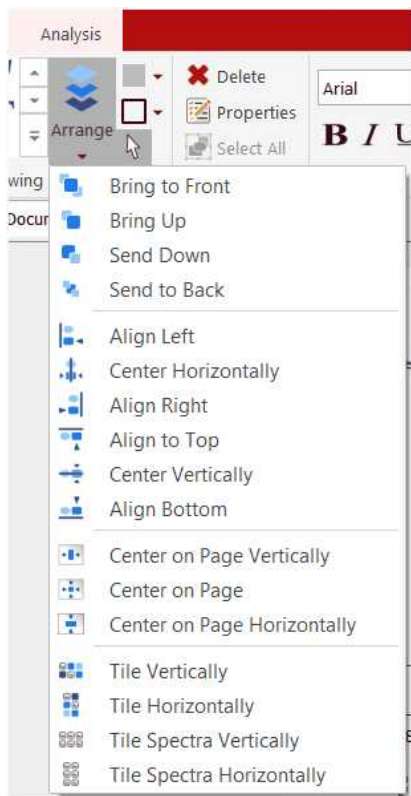 Analysis
Delete
Arial
Properties
Arrange
B I U
Select All
wing
Docur
Bring to Front
Bring Up
Send Down
Send to Back
Align Left
Center Horizontally
Align Right
Align to Top
Center Vertically
Align Bottom
Center on Page Vertically
Center on Page
Center on Page Horizontally
Tile Vertically
Tile Horizontally
Tile Spectra Vertically
Tile Spectra Horizontally